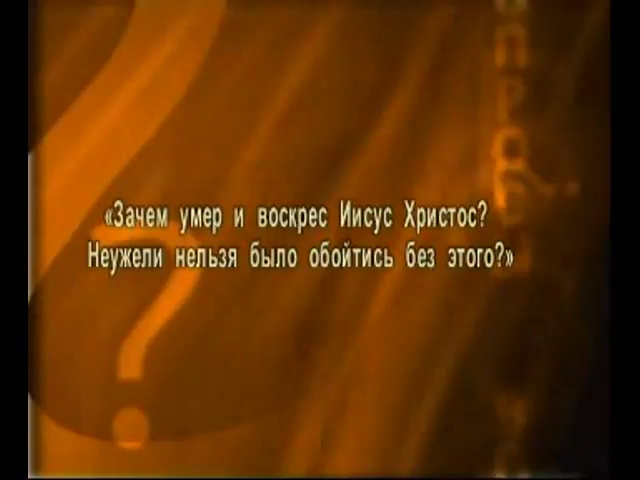 «Зачем умер и воскрес Иисус Христос?
Неужели нельзя было обойтись без этого?»
?
?